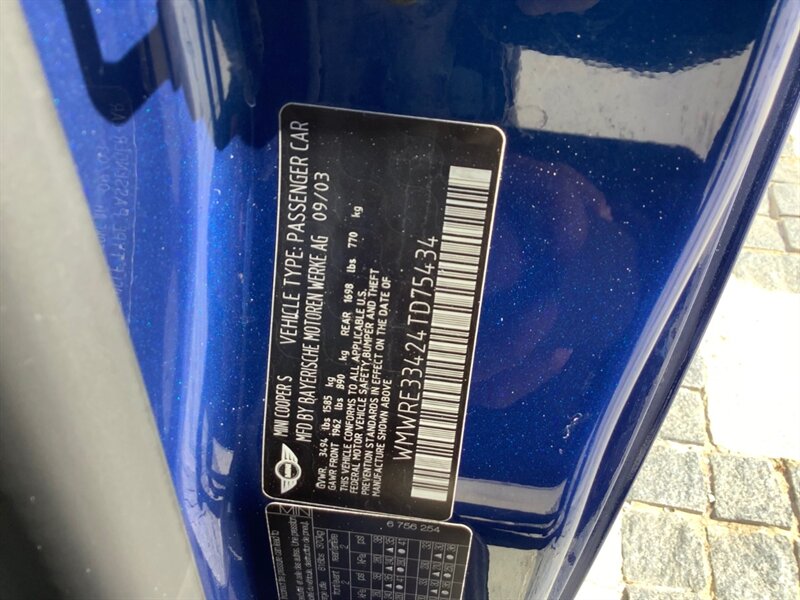 MINI COOPER S VEHICLE TYPE: PASSENGER CAR
MFD BY BAYERISCHE MOTOREN WERKE AG 09/03
GVWR 3494 lbs 1585 kg
GAWR FRONT 1962 lbs 890 kg REAR 1698 lbs 770 kg
THIS VEHICLE CONFORMS TO ALL APPLICABLE U.S.
FEDERAL MOTOR VEHICLE SAFETY, BUMPER AND THEFT
PREVENTION STANDARDS IN EFFECT ON THE DATE OF
MANUFACTURE SHOWN ABOVE
WMWRE33424TD75434
6 756 254